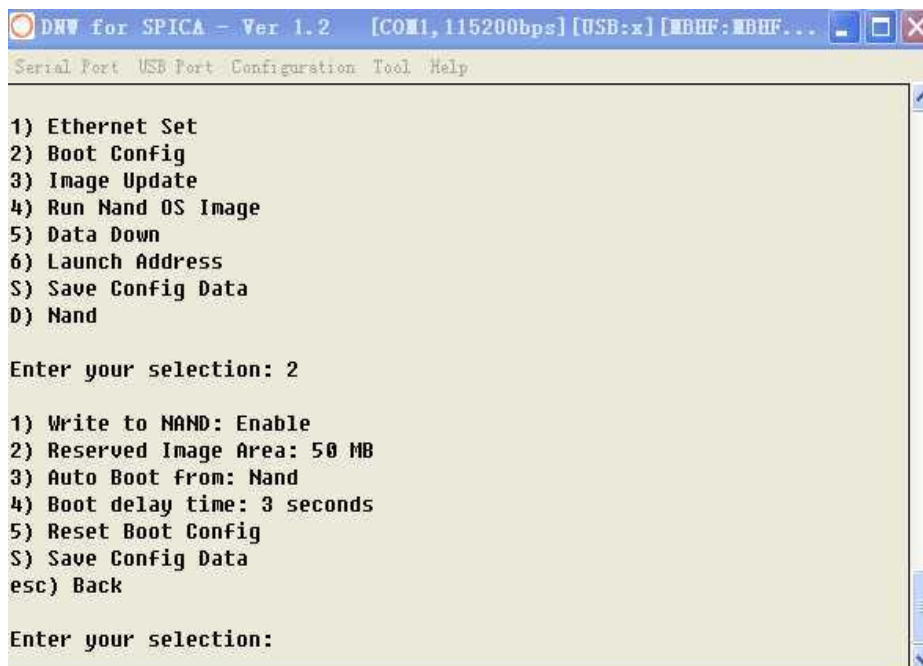 DNW for SPICA - Ver 1.2 [COM1,115200bps][USB:x][MBHF:MBHF...
Serial Port USB Port Configuration Tool Help
1) Ethernet Set
2) Boot Config
3) Image Update
4) Run Nand OS Image
5) Data Down
6) Launch Address
S) Save Config Data
D) Nand
Enter your selection: 2
1) Write to NAND: Enable
2) Reserved Image Area: 50 MB
3) Auto Boot from: Nand
4) Boot delay time: 3 seconds
5) Reset Boot Config
S) Save Config Data
esc) Back
Enter your selection: